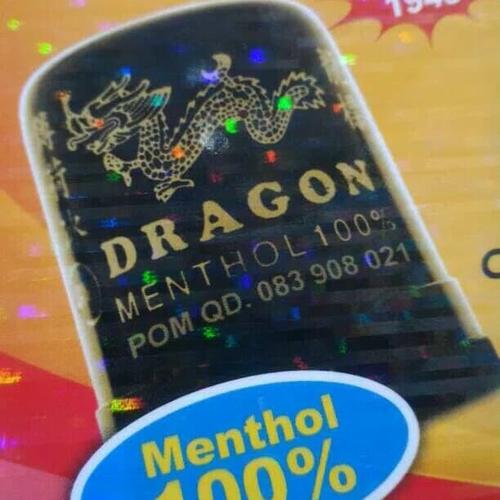 DRAGON
MENTHOL 100%
POM QD. 083 908 021
Menthol
100%